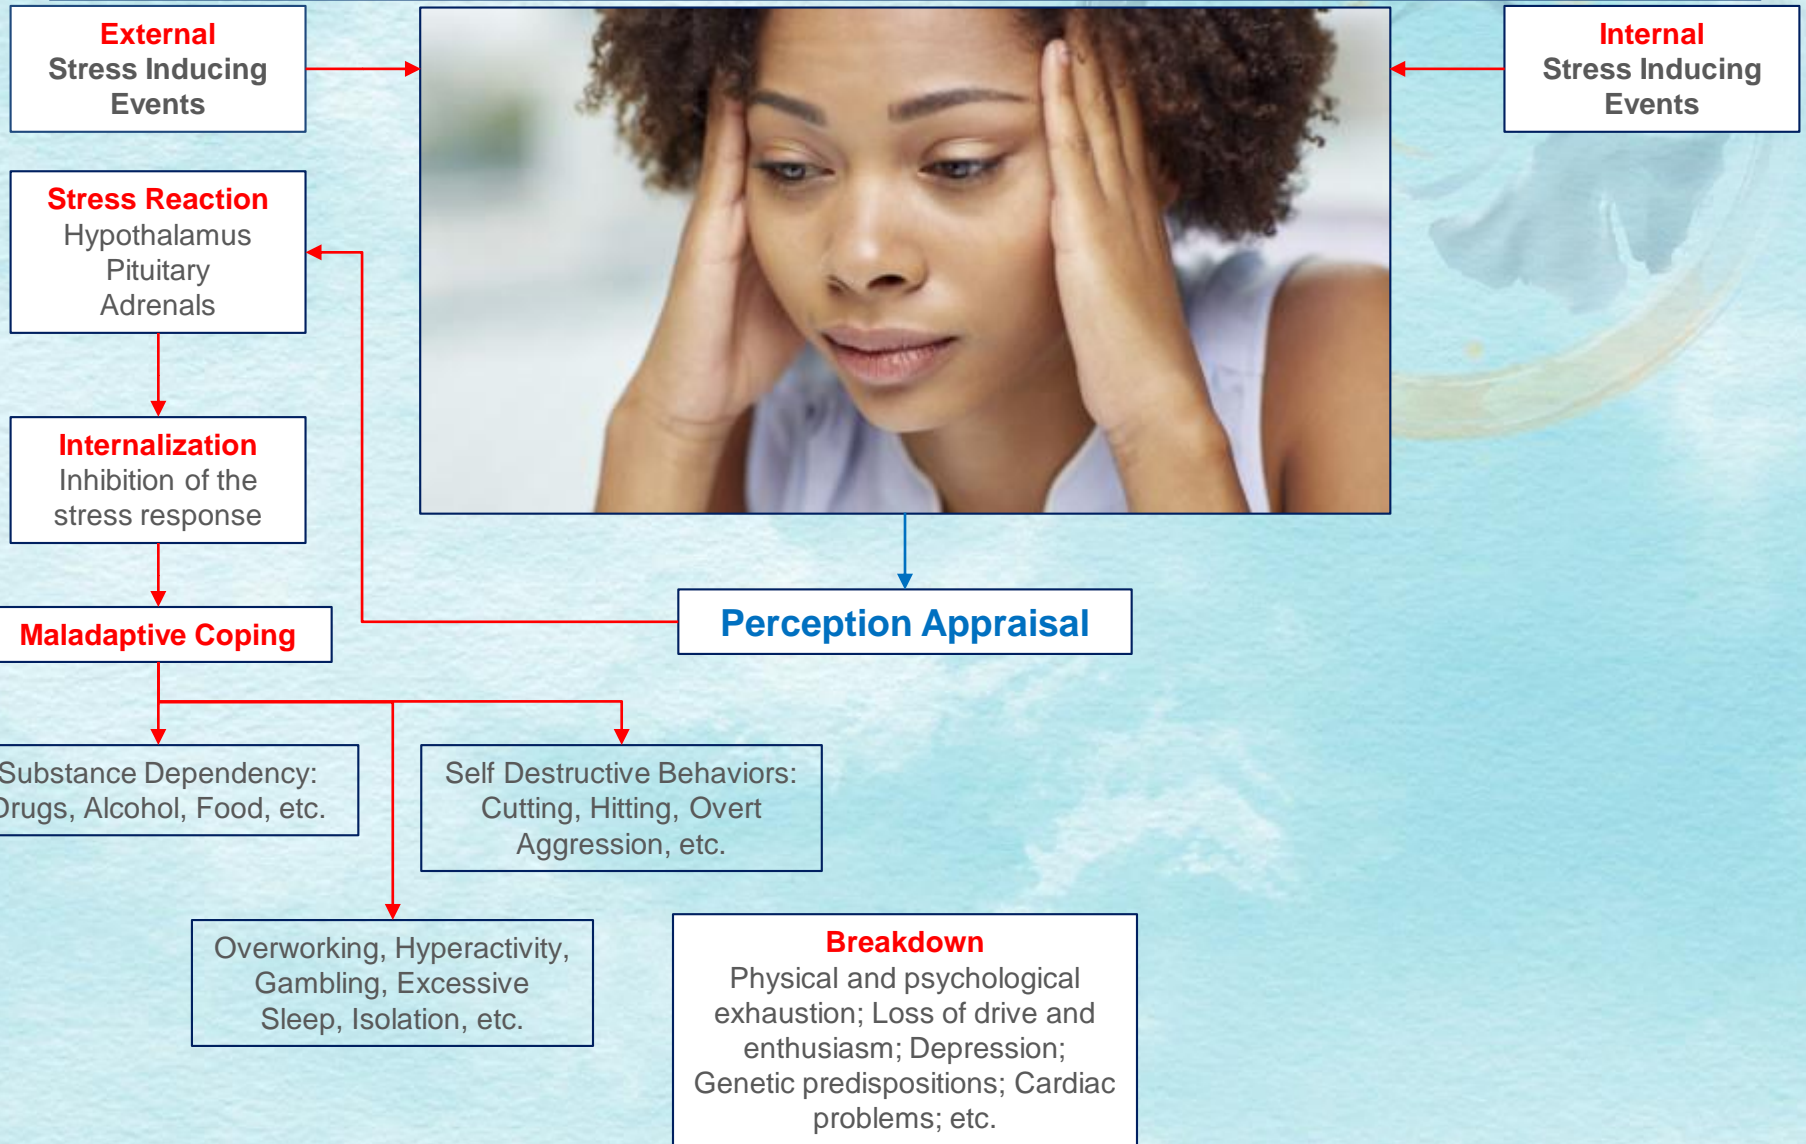 External
Stress Inducing
Events
Internal
Stress Inducing
Events
Stress Reaction
Hypothalamus
Pituitary
Adrenals
Internalization
Inhibition of the
stress response
Perception Appraisal
Maladaptive Coping
Substance Dependency:
Drugs, Alcohol, Food, etc.
Self Destructive Behaviors:
Cutting, Hitting, Overt
Aggression, etc.
Overworking, Hyperactivity,
Gambling, Excessive
Sleep, Isolation, etc.
Breakdown
Physical and psychological
exhaustion; Loss of drive and
enthusiasm; Depression;
Genetic predispositions; Cardiac
problems; etc.